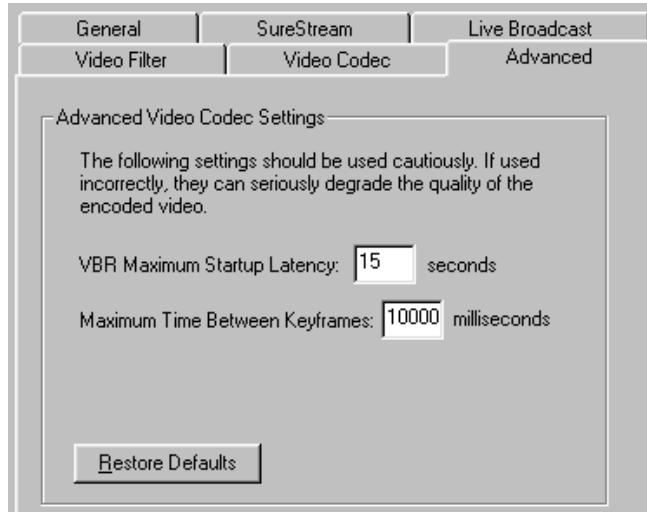 General SureStream Live Broadcast
Video Filter Video Codec Advanced
Advanced Video Codec Settings
The following settings should be used cautiously. If used
incorrectly, they can seriously degrade the quality of the
encoded video.
VBR Maximum Startup Latency: 15 seconds
Maximum Time Between Keyframes: 10000 milliseconds
Restore Defaults